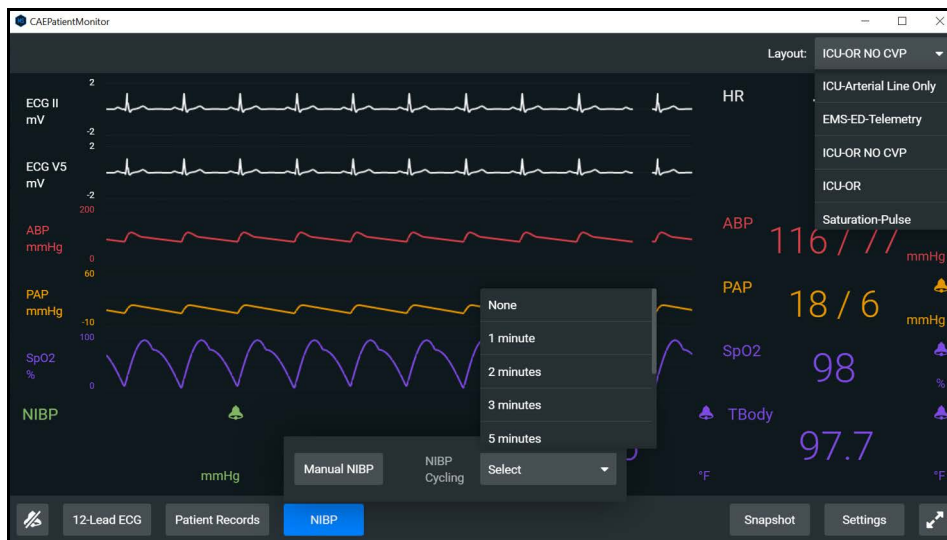 CAEPatientMonitor
Layout: ICU-OR NO CVP
ICU-Arterial Line Only
EMS-ED-Telemetry
ICU-OR NO CVP
ICU-OR
Saturation-Pulse
ECG II
mV
2
-2
HR
ECG V5
mV
2
-2
ABP
mmHg
200
0
ABP
116 / 77
mmHg
PAP
mmHg
60
-10
PAP
18 / 6
mmHg
SpO2
%
100
0
SpO2
98
%
None
1 minute
2 minutes
3 minutes
5 minutes
NIBP
mmHg
°F
TBody
97.7
°F
Manual NIBP
NIBP
Cycling
Select
12-Lead ECG
Patient Records
NIBP
Snapshot
Settings